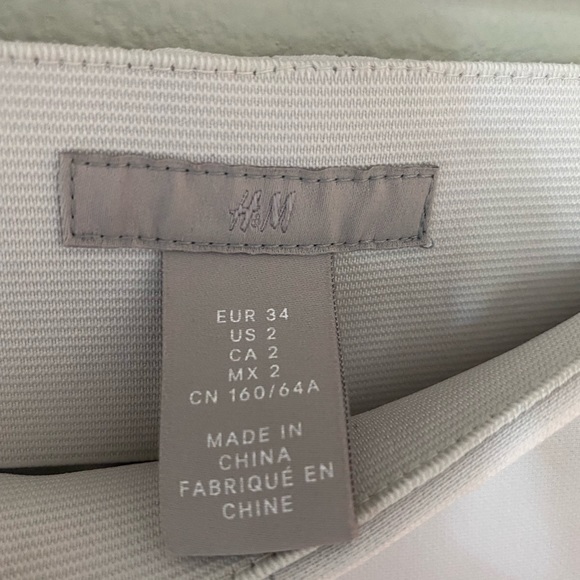 H&M
EUR 34
US 2
CA 2
MX 2
CN 160/64A
MADE IN
CHINA
FABRIQUÉ EN
CHINE